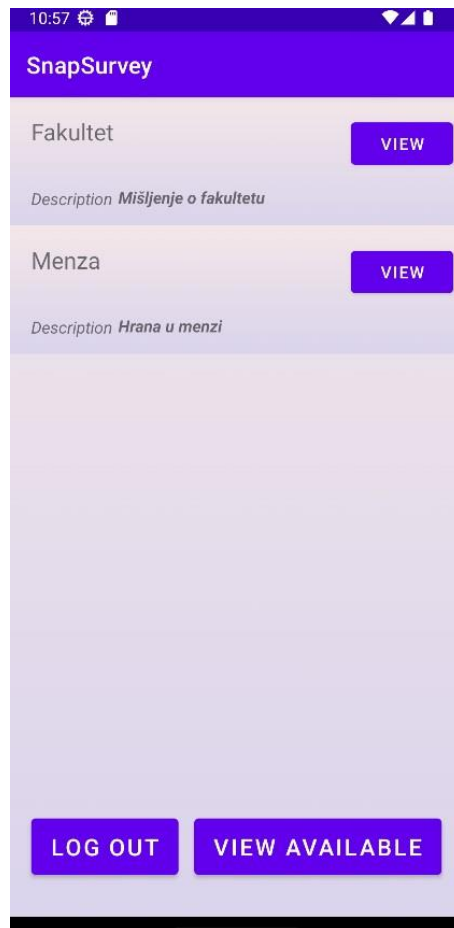 10:57
SnapSurvey
Fakultet
VIEW
Description Mišljenje o fakultetu
Menza
VIEW
Description Hrana u menzi
LOG OUT
VIEW AVAILABLE